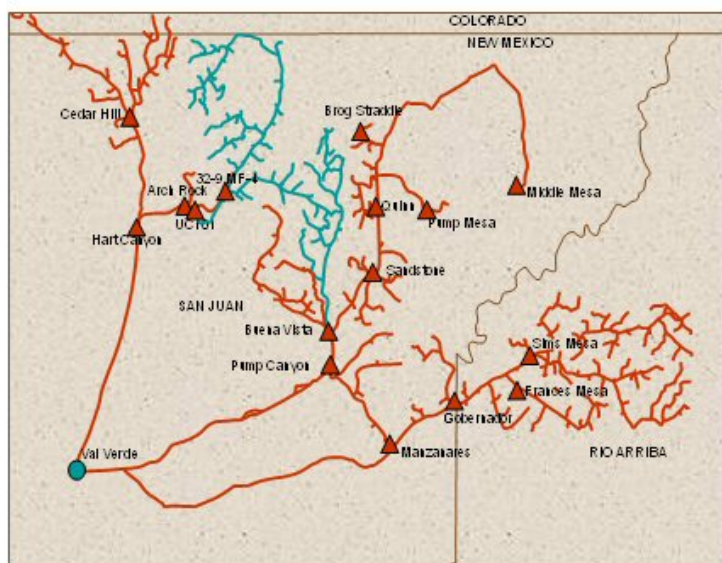 COLORADO
NEW MEXICO
Cedar Hill
Brog Straddle
32-9 MF-4
Arch Rock
Middle Mesa
UCT01
Quinn
Pump Mesa
Hart Canyon
Sandstone
SAN JUAN
Buena Vista
Sims Mesa
Pump Canyon
Frances Mesa
Gobernador
Val Verde
Manzanares
RIO ARRIBA